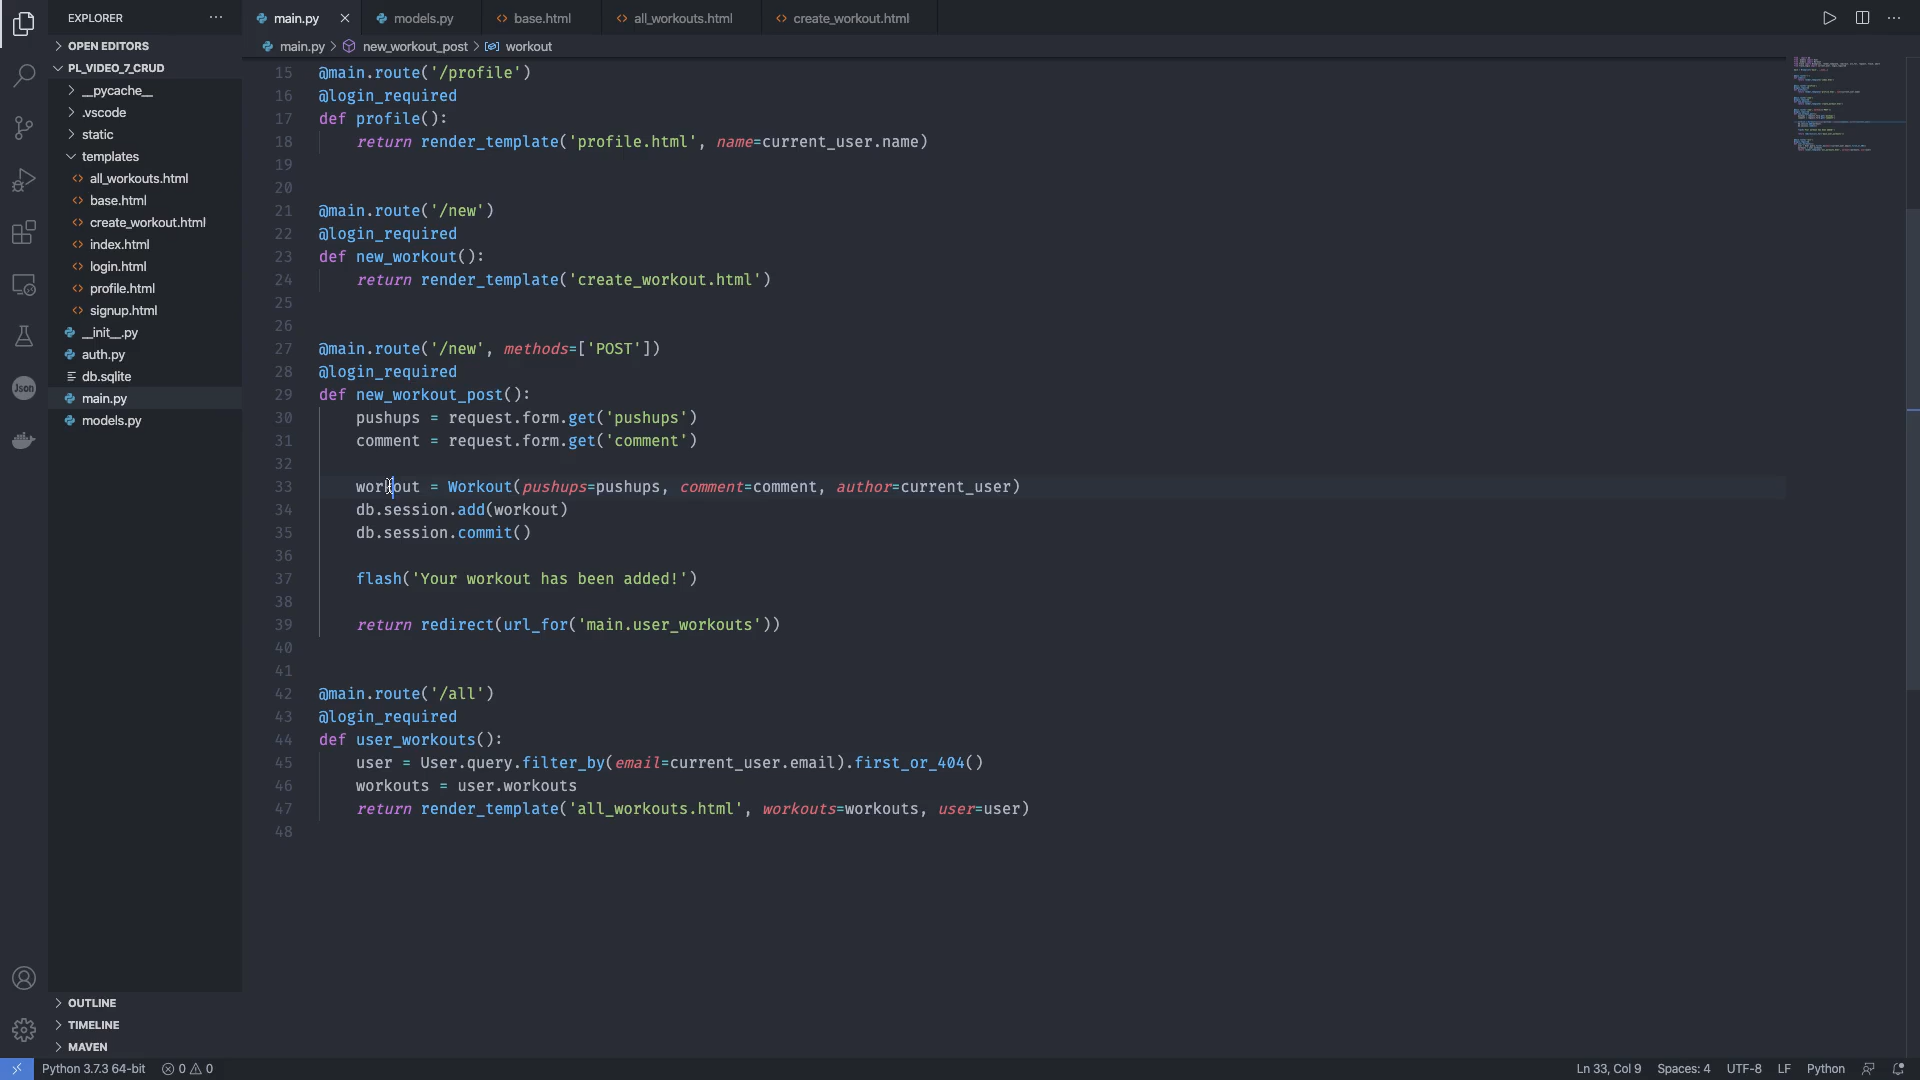 EXPLORER
main.py
models.py
base.html
all_workouts.html
create_workout.html
OPEN EDITORS
PL_VIDEO_7_CRUD
__pycache__
.vscode
static
templates
all_workouts.html
base.html
create_workout.html
index.html
login.html
profile.html
signup.html
__init__.py
auth.py
db.sqlite
main.py
models.py
Json
OUTLINE
TIMELINE
MAVEN
main.py > new_workout_post > workout
15 @main.route('/profile')
16 @login_required
17 def profile():
18 return render_template('profile.html', name=current_user.name)
19
20
21 @main.route('/new')
22 @login_required
23 def new_workout():
24 return render_template('create_workout.html')
25
26
27 @main.route('/new', methods=['POST'])
28 @login_required
29 def new_workout_post():
30 pushups = request.form.get('pushups')
31 comment = request.form.get('comment')
32
33 workout = Workout(pushups=pushups, comment=comment, author=current_user)
34 db.session.add(workout)
35 db.session.commit()
36
37 flash('Your workout has been added!')
38
39 return redirect(url_for('main.user_workouts'))
40
41
42 @main.route('/all')
43 @login_required
44 def user_workouts():
45 user = User.query.filter_by(email=current_user.email).first_or_404()
46 workouts = user.workouts
47 return render_template('all_workouts.html', workouts=workouts, user=user)
48
Python 3.7.3 64-bit 0 0 Ln 33, Col 9 Spaces: 4 UTF-8 LF Python